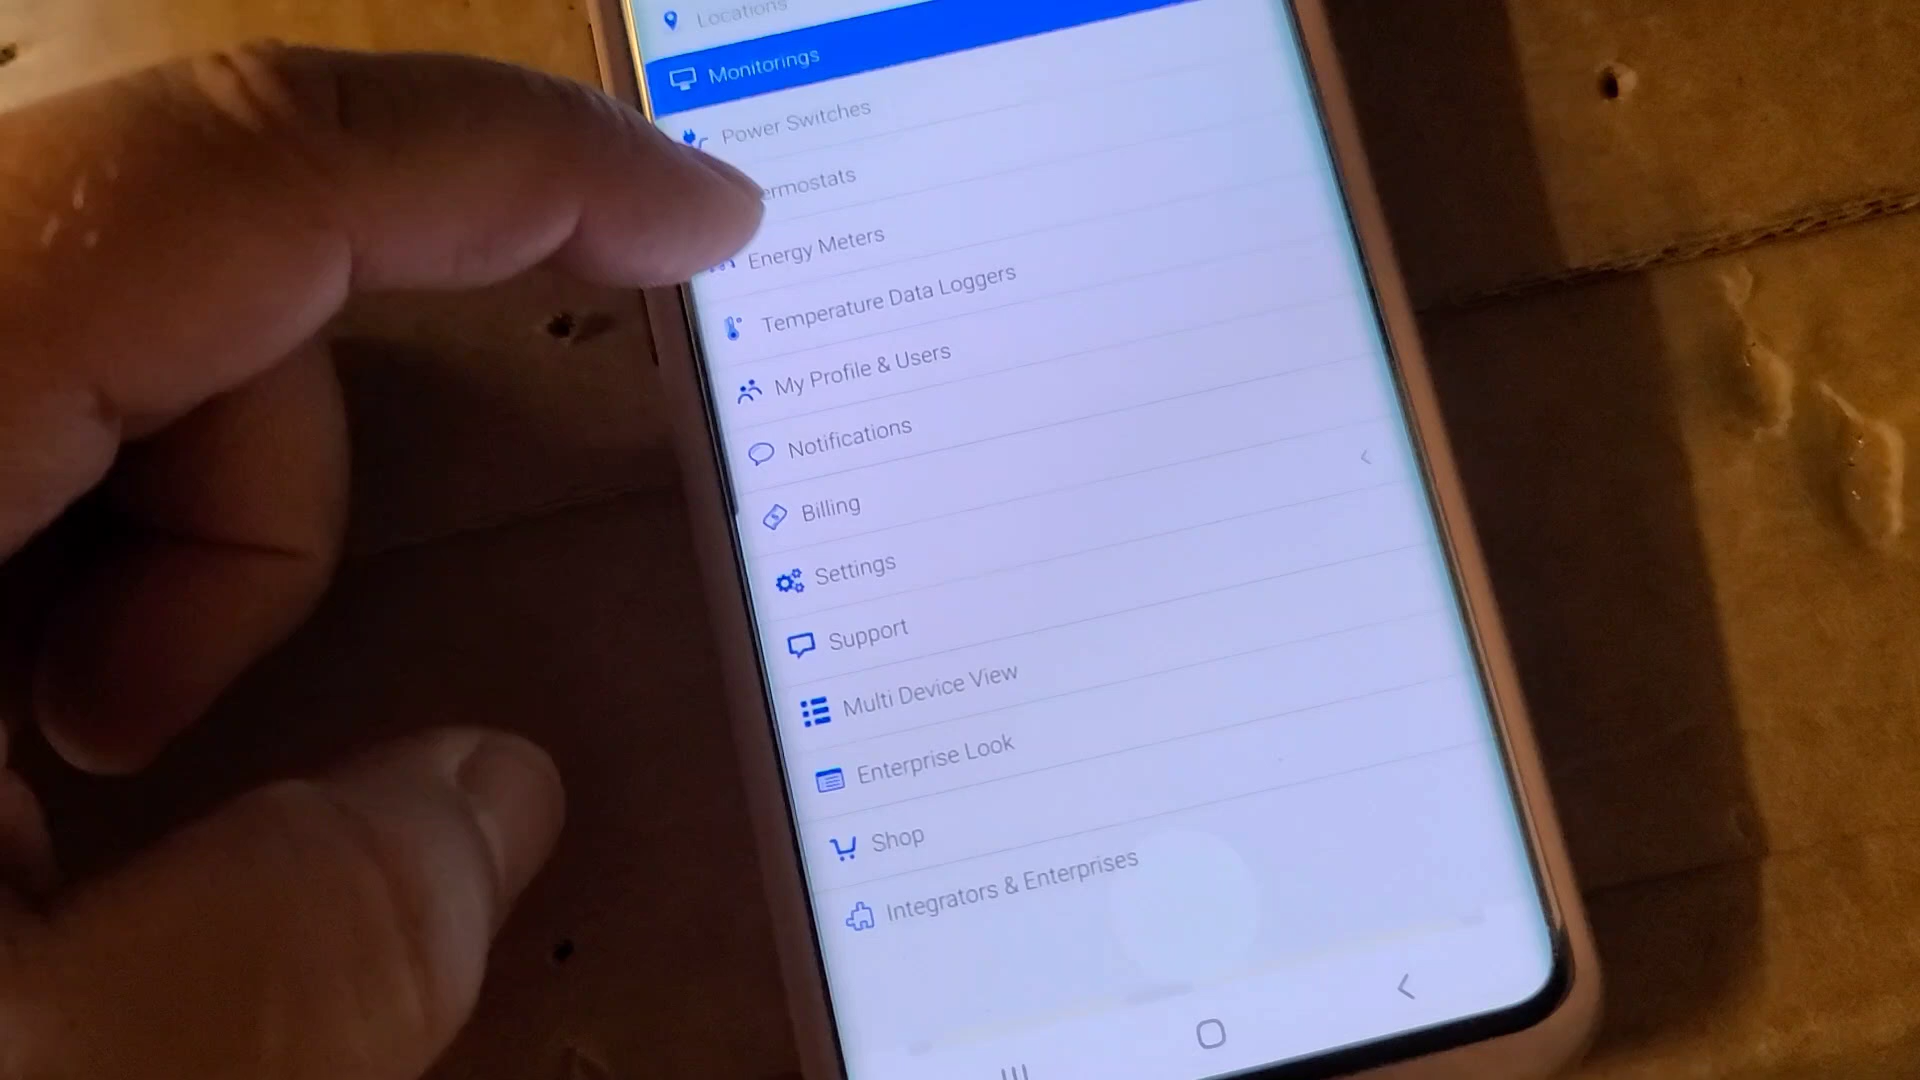 Locations
Monitorings
Power Switches
ermostats
Energy Meters
Temperature Data Loggers
My Profile & Users
Notifications
Billing
Settings
Support
Multi Device View
Enterprise Look
Shop
Integrators & Enterprises